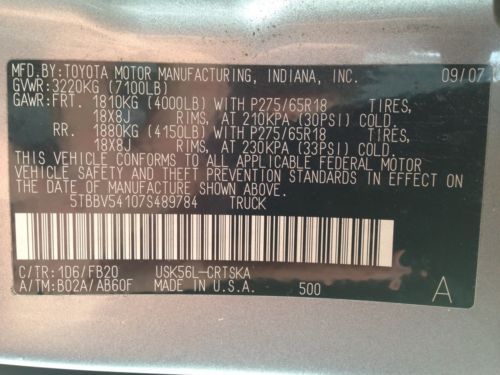 MFD.BY:TOYOTA MOTOR MANUFACTURING, INDIANA, INC. 09/07
GVWR:3220KG (7100LB)
GAWR:FRT. 1810KG (4000LB) WITH P275/65R18 TIRES,
18X8J RIMS, AT 210KPA (30PSI) COLD.
RR. 1880KG (4150LB) WITH P275/65R18 TIRES,
18X8J RIMS, AT 230KPA (33PSI) COLD.
THIS VEHICLE CONFORMS TO ALL APPLICABLE FEDERAL MOTOR
VEHICLE SAFETY AND THEFT PREVENTION STANDARDS IN EFFECT ON
THE DATE OF MANUFACTURE SHOWN ABOVE.
5TBBV54107S489784 TRUCK
C/TR:1D6/FB20 USK56L-CRTSKA
A/TM:B02A/AB60F MADE IN U.S.A. 500 A